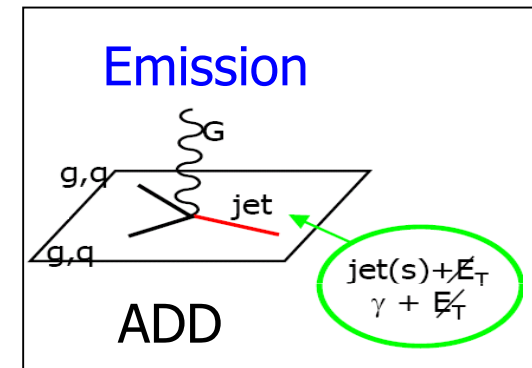 Emission
G
g,q
jet
g,q
jet(s)+E̸T
γ + E̸T
ADD